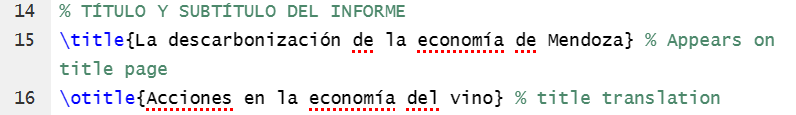 14 % TÍTULO Y SUBTÍTULO DEL INFORME
15 \title{La descarbonización de la economía de Mendoza} % Appears on
title page
16 \otitle{Acciones en la economía del vino} % title translation